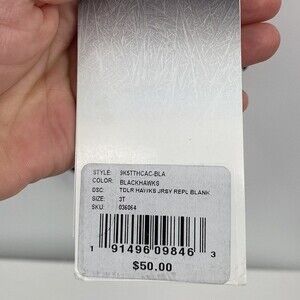 STYLE: 9K5TTHCAC-BLA
COLOR: BLACKHAWKS
DSC: TDLR HAWKS JRSY REPL BLANK
SIZE: 3T
SKU: 036064
1 91496 09846 3
$50.00